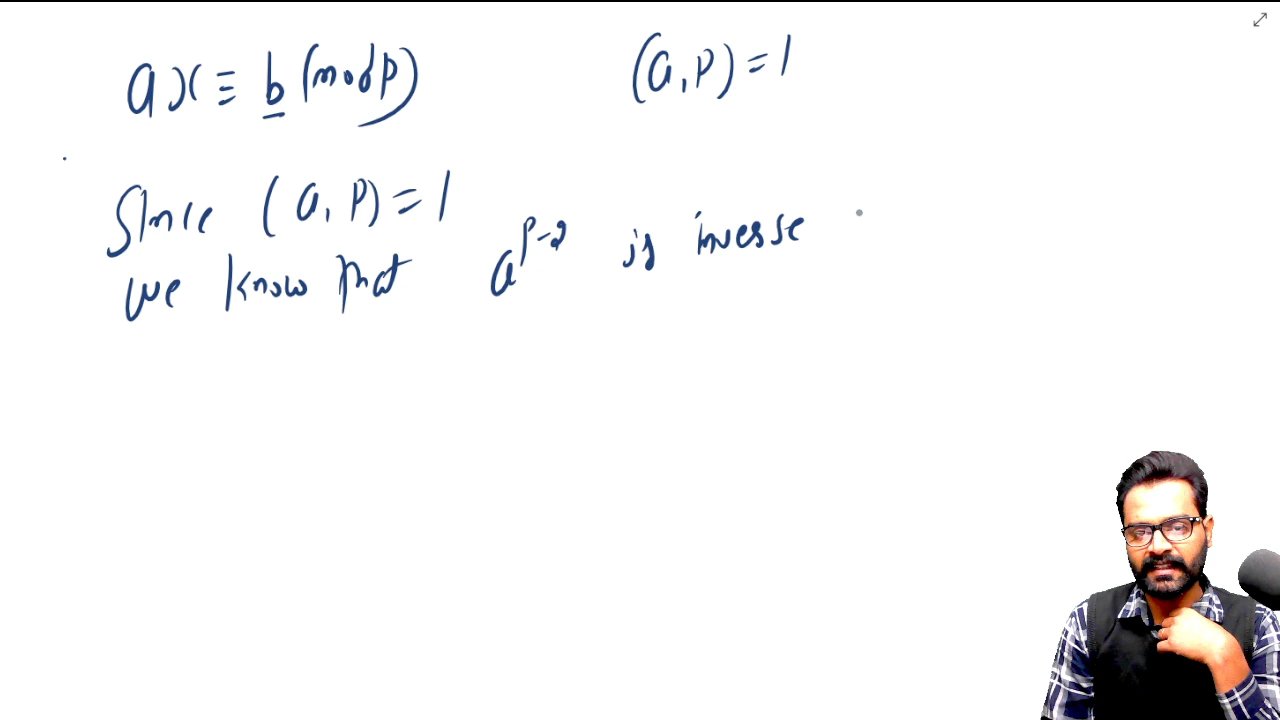 ax ≡ b (mod p) (a, p) = 1
Since (a, p) = 1
we know that a^{p-2} is inverse